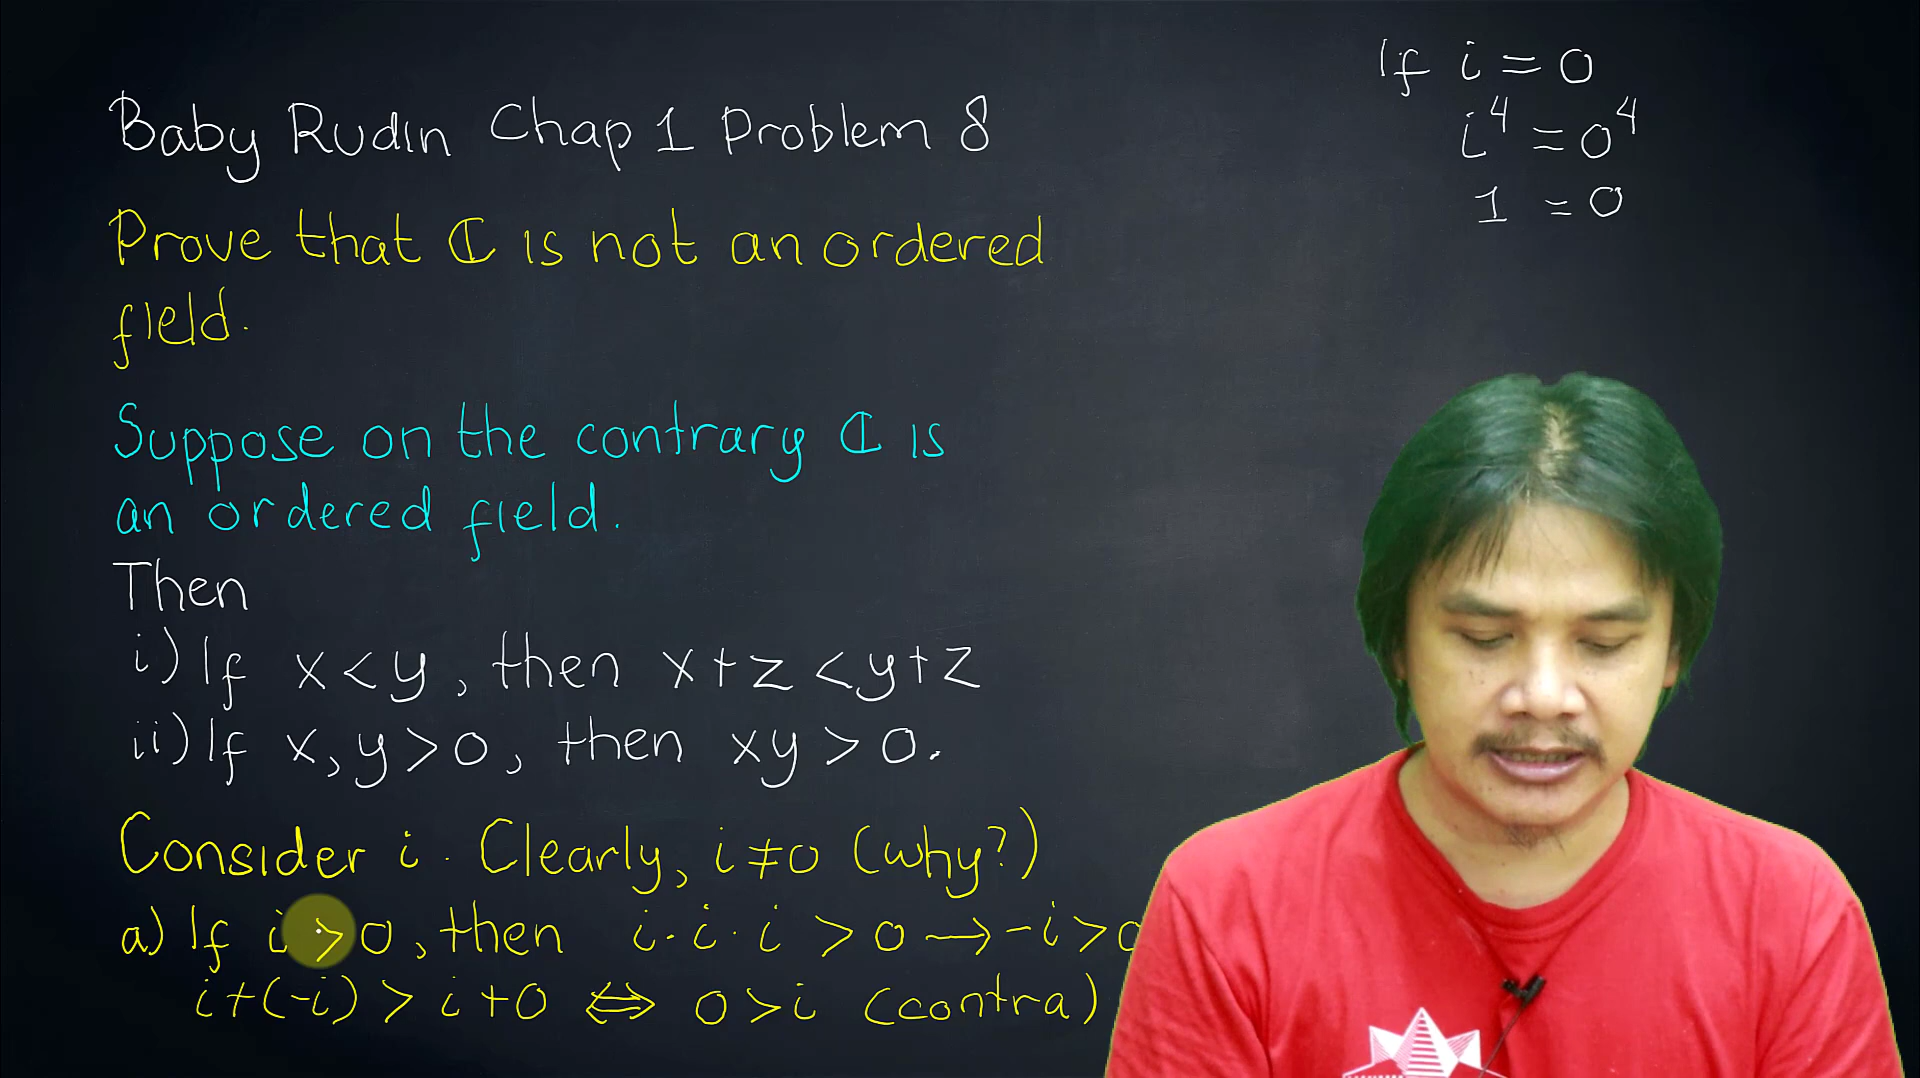 Baby Rudin Chap 1 Problem 8
Prove that ℂ is not an ordered
field.
Suppose on the contrary ℂ is
an ordered field.
Then
i) If x < y, then x+z < y+z
ii) If x, y > 0, then xy > 0.
Consider i. Clearly, i ≠ 0 (why?)
a) If i > 0, then i·i·i > 0 → -i > 0
i+(-i) > i+0 ⇔ 0 > i (contra)
If i = 0
i⁴ = 0⁴
1 = 0